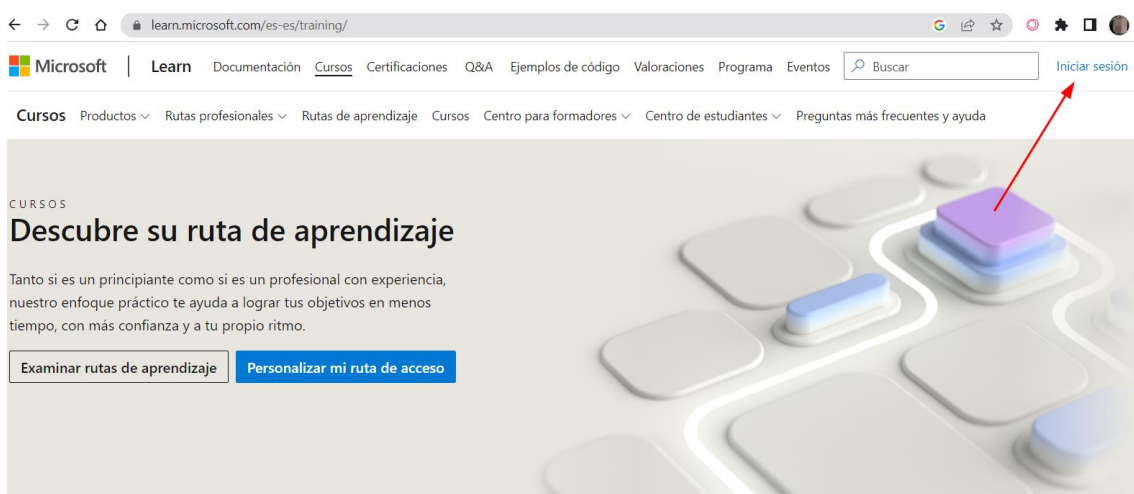 learn.microsoft.com/es-es/training/
Microsoft | Learn Documentación Cursos Certificaciones Q&A Ejemplos de código Valoraciones Programa Eventos Buscar Iniciar sesión
Cursos Productos Rutas profesionales Rutas de aprendizaje Cursos Centro para formadores Centro de estudiantes Preguntas más frecuentes y ayuda
CURSOS
Descubre su ruta de aprendizaje
Tanto si es un principiante como si es un profesional con experiencia,
nuestro enfoque práctico te ayuda a lograr tus objetivos en menos
tiempo, con más confianza y a tu propio ritmo.
Examinar rutas de aprendizaje Personalizar mi ruta de acceso